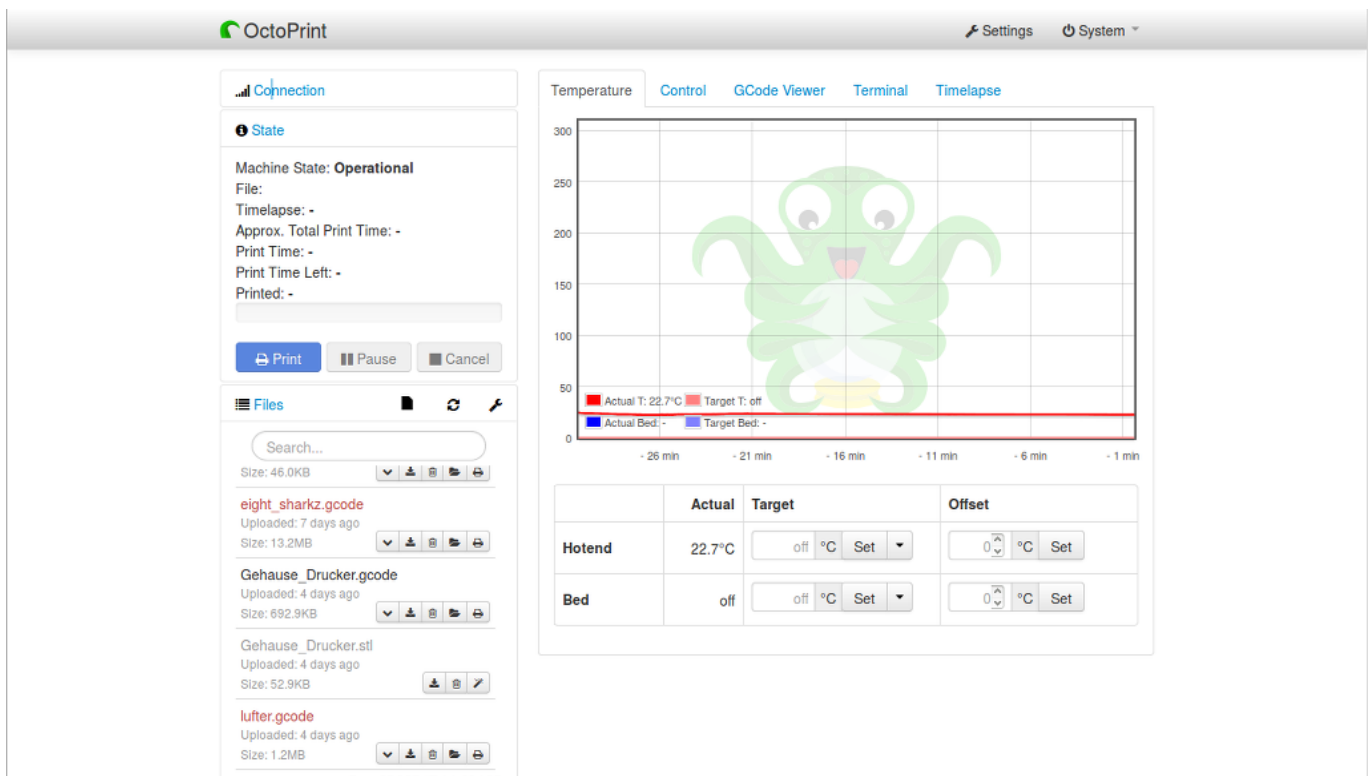 OctoPrint
Settings
System
Connection
State
Machine State: Operational
File:
Timelapse: -
Approx. Total Print Time: -
Print Time: -
Print Time Left: -
Printed: -
Print
Pause
Cancel
Files
Search...
Size: 46.0KB
eight_sharkz.gcode
Uploaded: 7 days ago
Size: 13.2MB
Gehause_Drucker.gcode
Uploaded: 4 days ago
Size: 692.9KB
Gehause_Drucker.stl
Uploaded: 4 days ago
Size: 52.9KB
lufter.gcode
Uploaded: 4 days ago
Size: 1.2MB
Temperature Control GCode Viewer Terminal Timelapse
300
250
200
150
100
50
0
Actual T: 22.7°C Target T: off
Actual Bed: - Target Bed: -
- 26 min - 21 min - 16 min - 11 min - 6 min - 1 min
Actual Target Offset
Hotend 22.7°C off °C Set 0 °C Set
Bed off off °C Set 0 °C Set